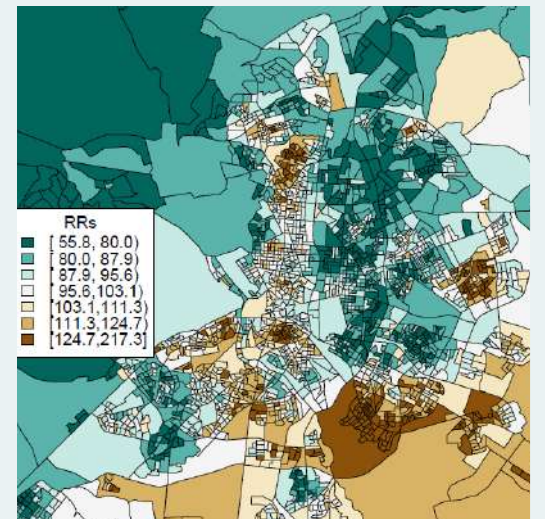 RRs
[ 55.8, 80.0)
[ 80.0, 87.9)
[ 87.9, 95.6)
[ 95.6,103.1)
[103.1,111.3)
[111.3,124.7)
[124.7,217.3]